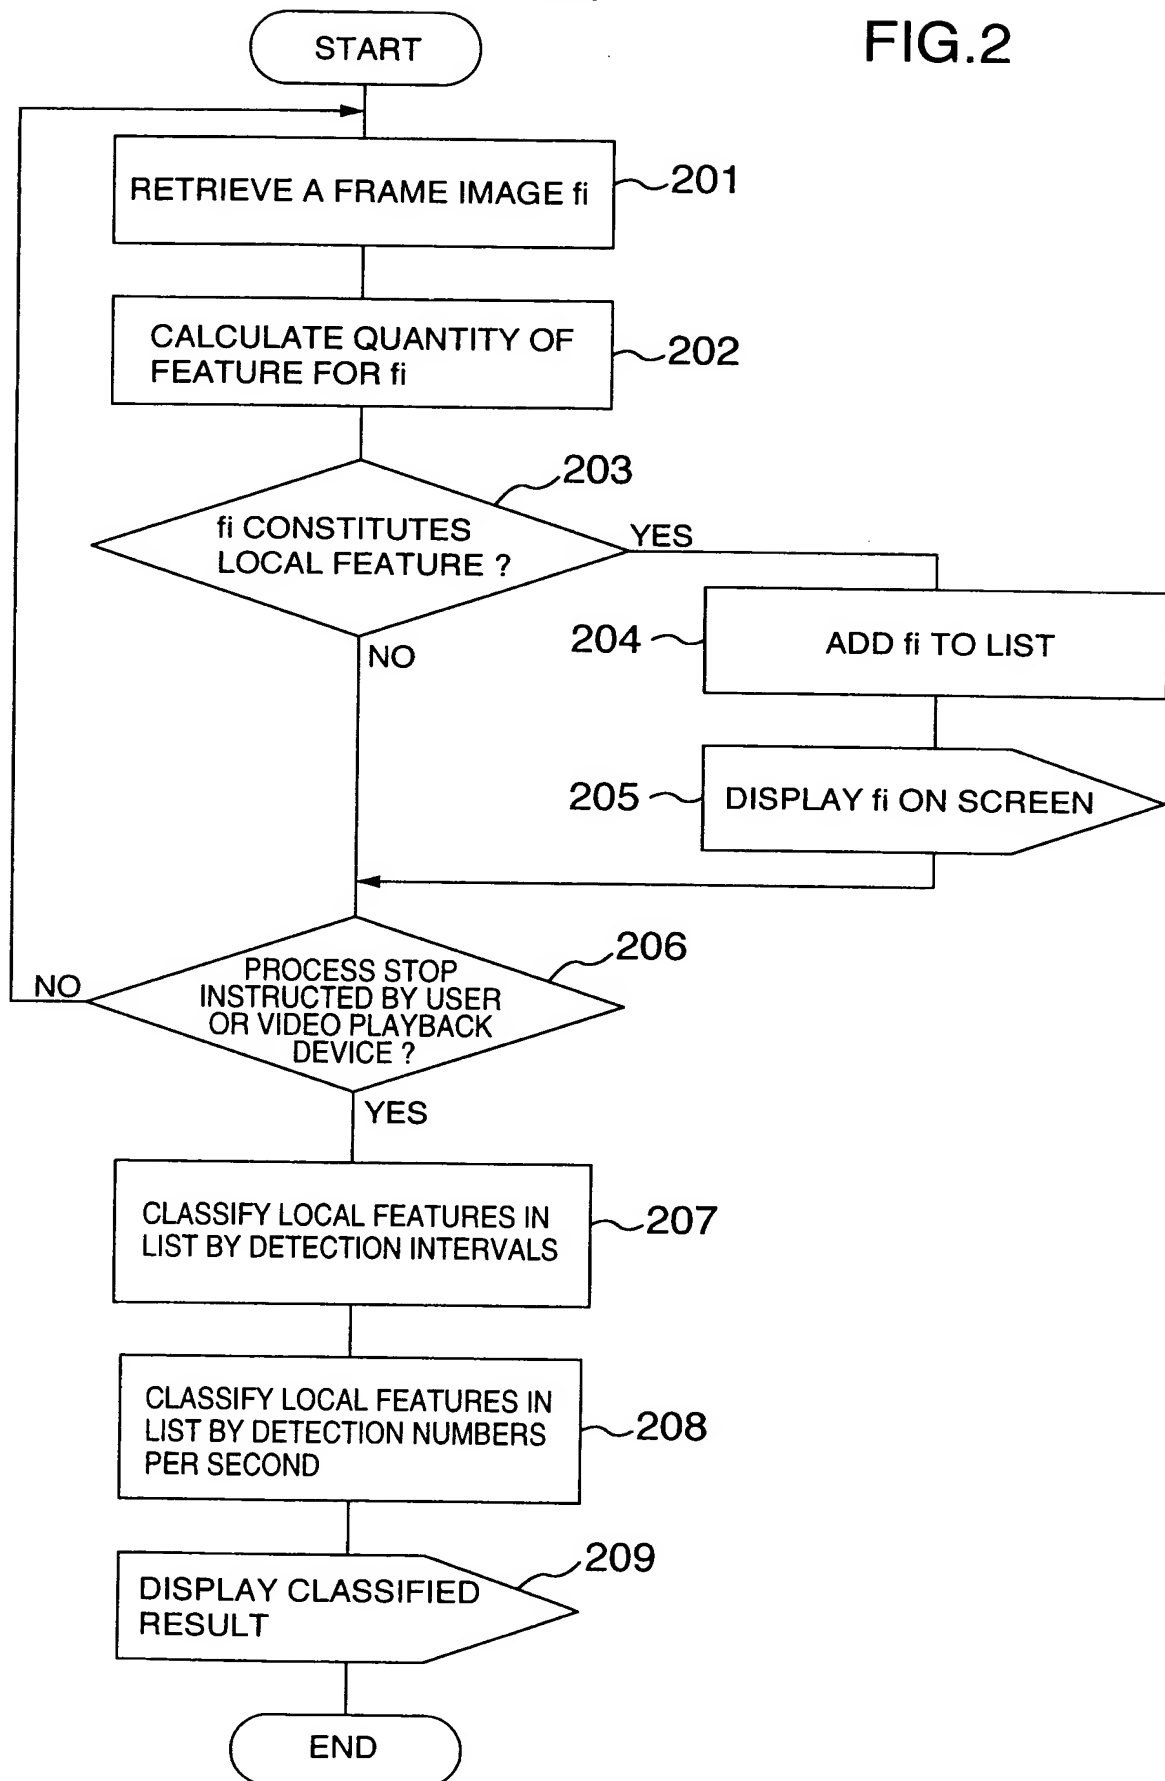 FIG.2
START
RETRIEVE A FRAME IMAGE fi
201
CALCULATE QUANTITY OF
FEATURE FOR fi
202
203
fi CONSTITUTES
LOCAL FEATURE ?
YES
NO
204
ADD fi TO LIST
205
DISPLAY fi ON SCREEN
206
PROCESS STOP
INSTRUCTED BY USER
OR VIDEO PLAYBACK
DEVICE ?
NO
YES
CLASSIFY LOCAL FEATURES IN
LIST BY DETECTION INTERVALS
207
CLASSIFY LOCAL FEATURES IN
LIST BY DETECTION NUMBERS
PER SECOND
208
209
DISPLAY CLASSIFIED
RESULT
END